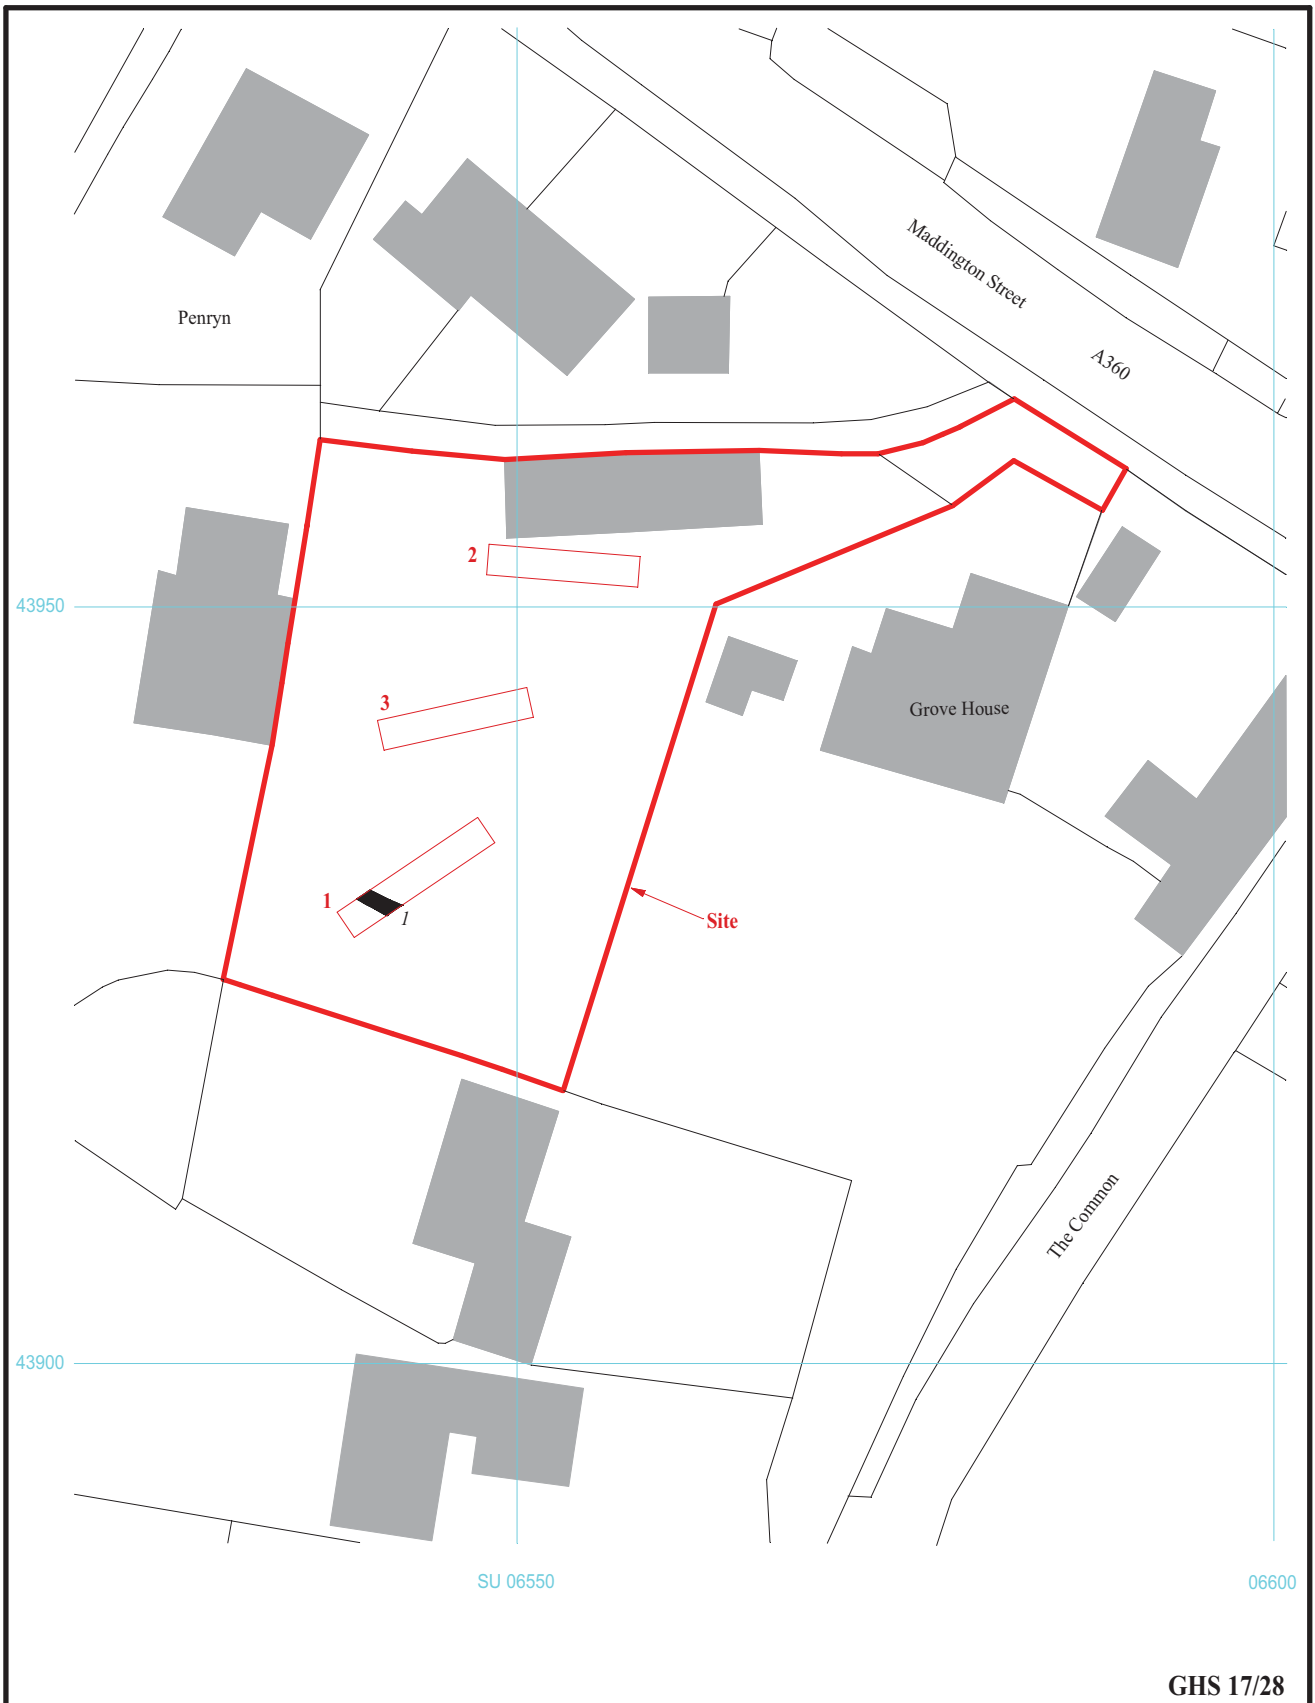 Maddington Street
Penryn
A360
2
43950
3
Grove House
1
1
Site
The Common
43900
SU 06550
06600
GHS 17/28